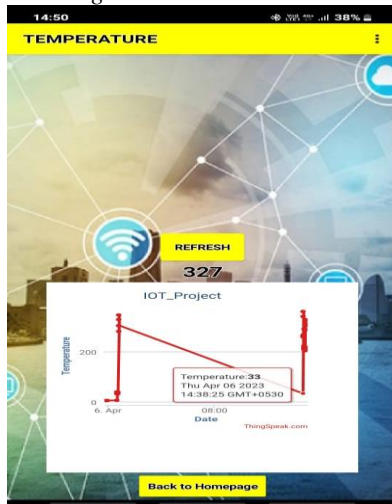 14:50
38%
TEMPERATURE
REFRESH
327
IOT_Project
Temperature
200
0
Temperature:33
Thu Apr 06 2023
14:38:25 GMT+0530
6. Apr
08:00
Date
ThingSpeak.com
Back to Homepage